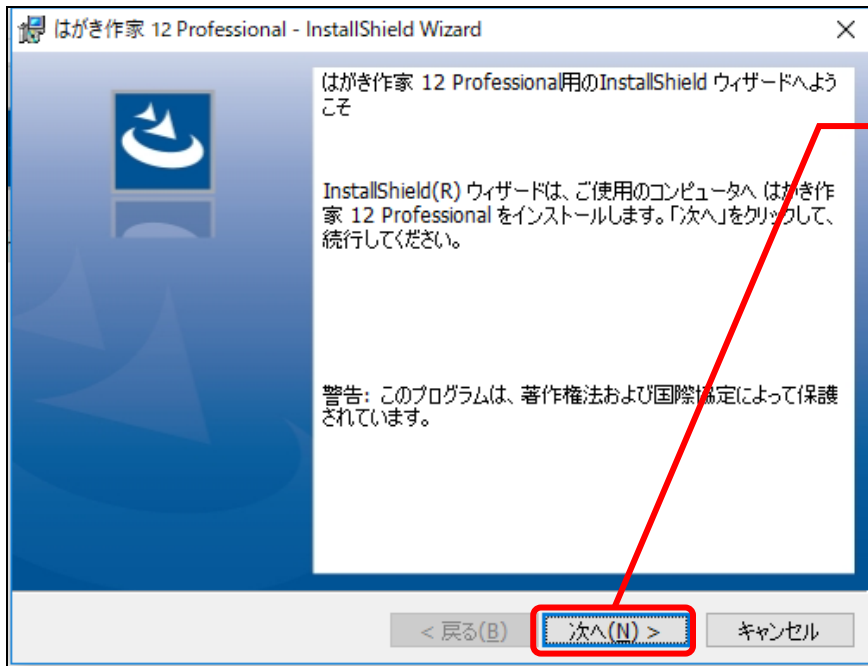 はがき作家 12 Professional - InstallShield Wizard
はがき作家 12 Professional用のInstallShield ウィザードへよう
こそ
InstallShield(R) ウィザードは、ご使用のコンピュータへ はがき作
家 12 Professional をインストールします。「次へ」をクリックして、
続行してください。
警告: このプログラムは、著作権法および国際協定によって保護
されています。
< 戻る(B)
次へ(N) >
キャンセル